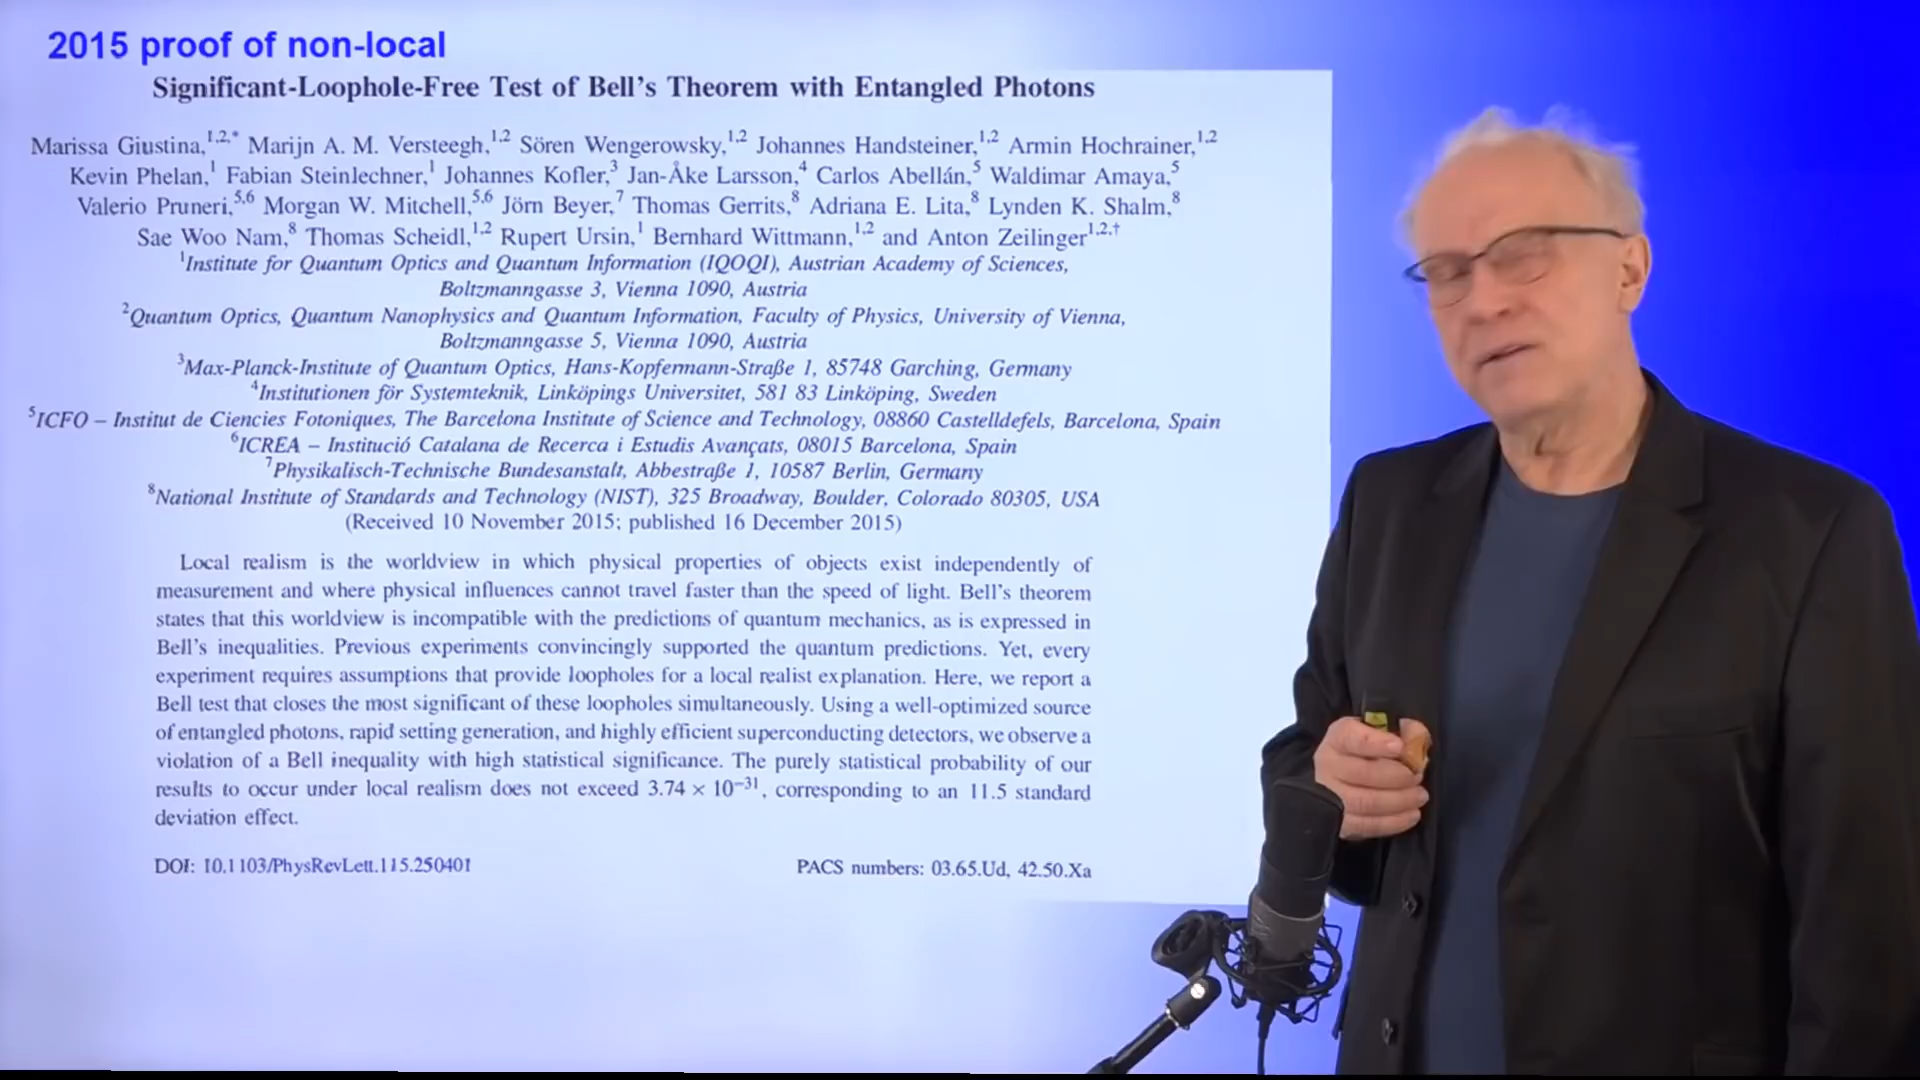 2015 proof of non-local
Significant-Loophole-Free Test of Bell's Theorem with Entangled Photons
Marissa Giustina,1,2,* Marijn A. M. Versteegh,1,2 Sören Wengerowsky,1,2 Johannes Handsteiner,1,2 Armin Hochrainer,1,2
Kevin Phelan,1 Fabian Steinlechner,1 Johannes Kofler,3 Jan-Åke Larsson,4 Carlos Abellán,5 Waldimar Amaya,5
Valerio Pruneri,5,6 Morgan W. Mitchell,5,6 Jörn Beyer,7 Thomas Gerrits,8 Adriana E. Lita,8 Lynden K. Shalm,8
Sae Woo Nam,8 Thomas Scheidl,1,2 Rupert Ursin,1 Bernhard Wittmann,1,2 and Anton Zeilinger1,2,†
1Institute for Quantum Optics and Quantum Information (IQOQI), Austrian Academy of Sciences,
Boltzmanngasse 3, Vienna 1090, Austria
2Quantum Optics, Quantum Nanophysics and Quantum Information, Faculty of Physics, University of Vienna,
Boltzmanngasse 5, Vienna 1090, Austria
3Max-Planck-Institute of Quantum Optics, Hans-Kopfermann-Straße 1, 85748 Garching, Germany
4Institutionen för Systemteknik, Linköpings Universitet, 581 83 Linköping, Sweden
5ICFO – Institut de Ciencies Fotoniques, The Barcelona Institute of Science and Technology, 08860 Castelldefels, Barcelona, Spain
6ICREA – Institució Catalana de Recerca i Estudis Avançats, 08015 Barcelona, Spain
7Physikalisch-Technische Bundesanstalt, Abbestraße 1, 10587 Berlin, Germany
8National Institute of Standards and Technology (NIST), 325 Broadway, Boulder, Colorado 80305, USA
(Received 10 November 2015; published 16 December 2015)
Local realism is the worldview in which physical properties of objects exist independently of
measurement and where physical influences cannot travel faster than the speed of light. Bell's theorem
states that this worldview is incompatible with the predictions of quantum mechanics, as is expressed in
Bell's inequalities. Previous experiments convincingly supported the quantum predictions. Yet, every
experiment requires assumptions that provide loopholes for a local realist explanation. Here, we report a
Bell test that closes the most significant of these loopholes simultaneously. Using a well-optimized source
of entangled photons, rapid setting generation, and highly efficient superconducting detectors, we observe a
violation of a Bell inequality with high statistical significance. The purely statistical probability of our
results to occur under local realism does not exceed 3.74 × 10−31, corresponding to an 11.5 standard
deviation effect.
DOI: 10.1103/PhysRevLett.115.250401
PACS numbers: 03.65.Ud, 42.50.Xa